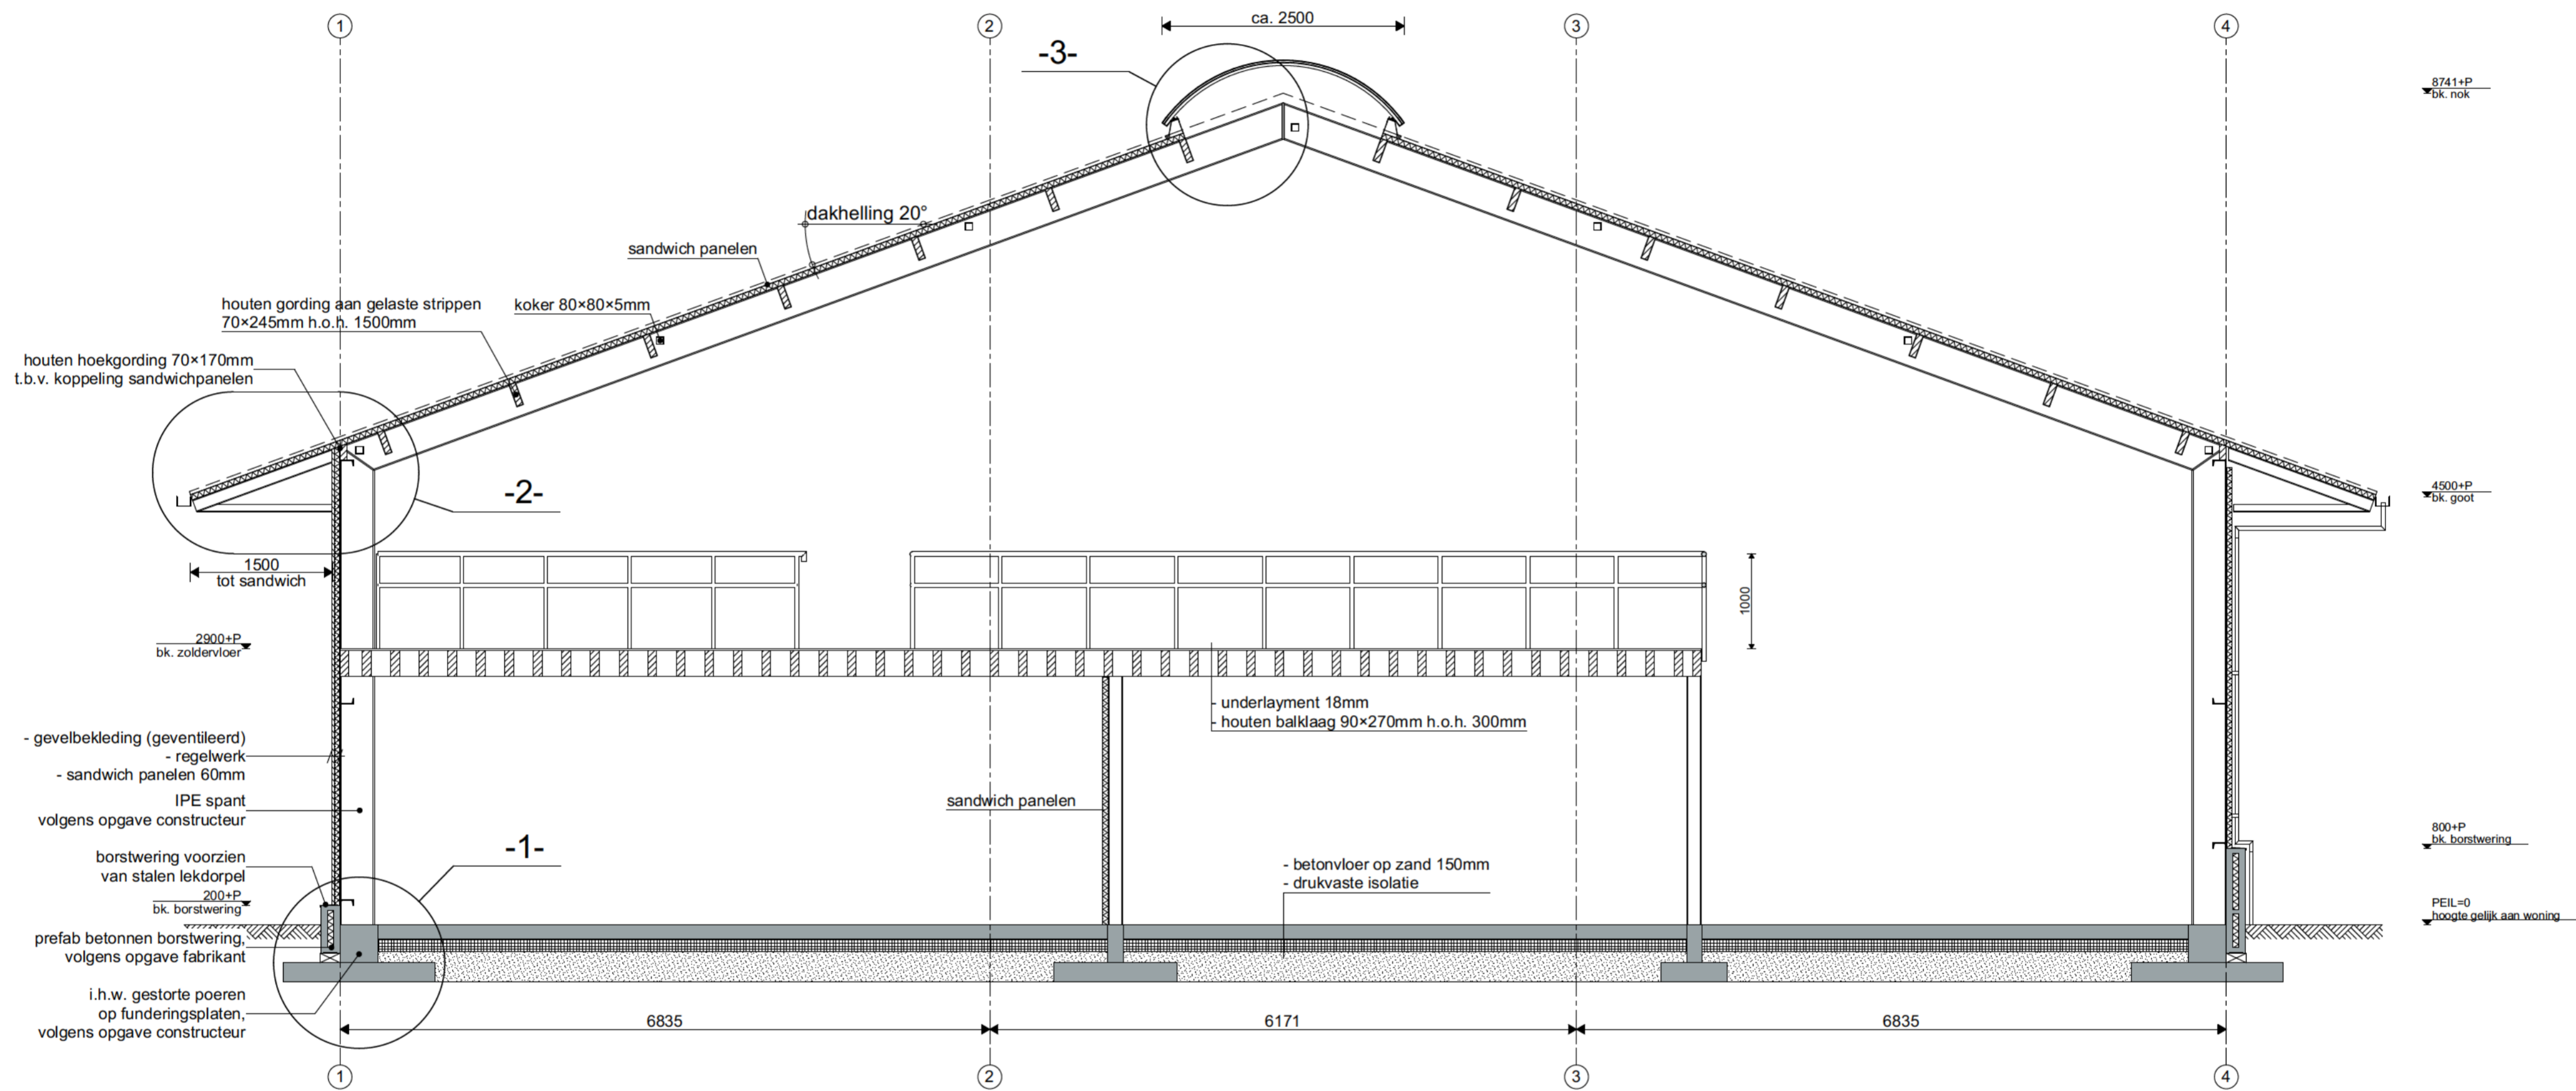 1
2
ca. 2500
3
4
-3-
8741+P
bk. nok
dakhelling 20°
sandwich panelen
houten gording aan gelaste strippen
70×245mm h.o.h. 1500mm
koker 80×80×5mm
houten hoekgording 70×170mm
t.b.v. koppeling sandwichpanelen
-2-
4500+P
bk. goot
1500
tot sandwich
1000
2900+P
bk. zoldervloer
- underlayment 18mm
- houten balklaag 90×270mm h.o.h. 300mm
- gevelbekleding (geventileerd)
- regelwerk
- sandwich panelen 60mm
IPE spant
volgens opgave constructeur
sandwich panelen
-1-
800+P
bk. borstwering
borstwering voorzien
van stalen lekdorpel
- betonvloer op zand 150mm
- drukvaste isolatie
200+P
bk. borstwering
PEIL=0
hoogte gelijk aan woning
prefab betonnen borstwering,
volgens opgave fabrikant
i.h.w. gestorte poeren
op funderingsplaten,
volgens opgave constructeur
6835
6171
6835
1
2
3
4